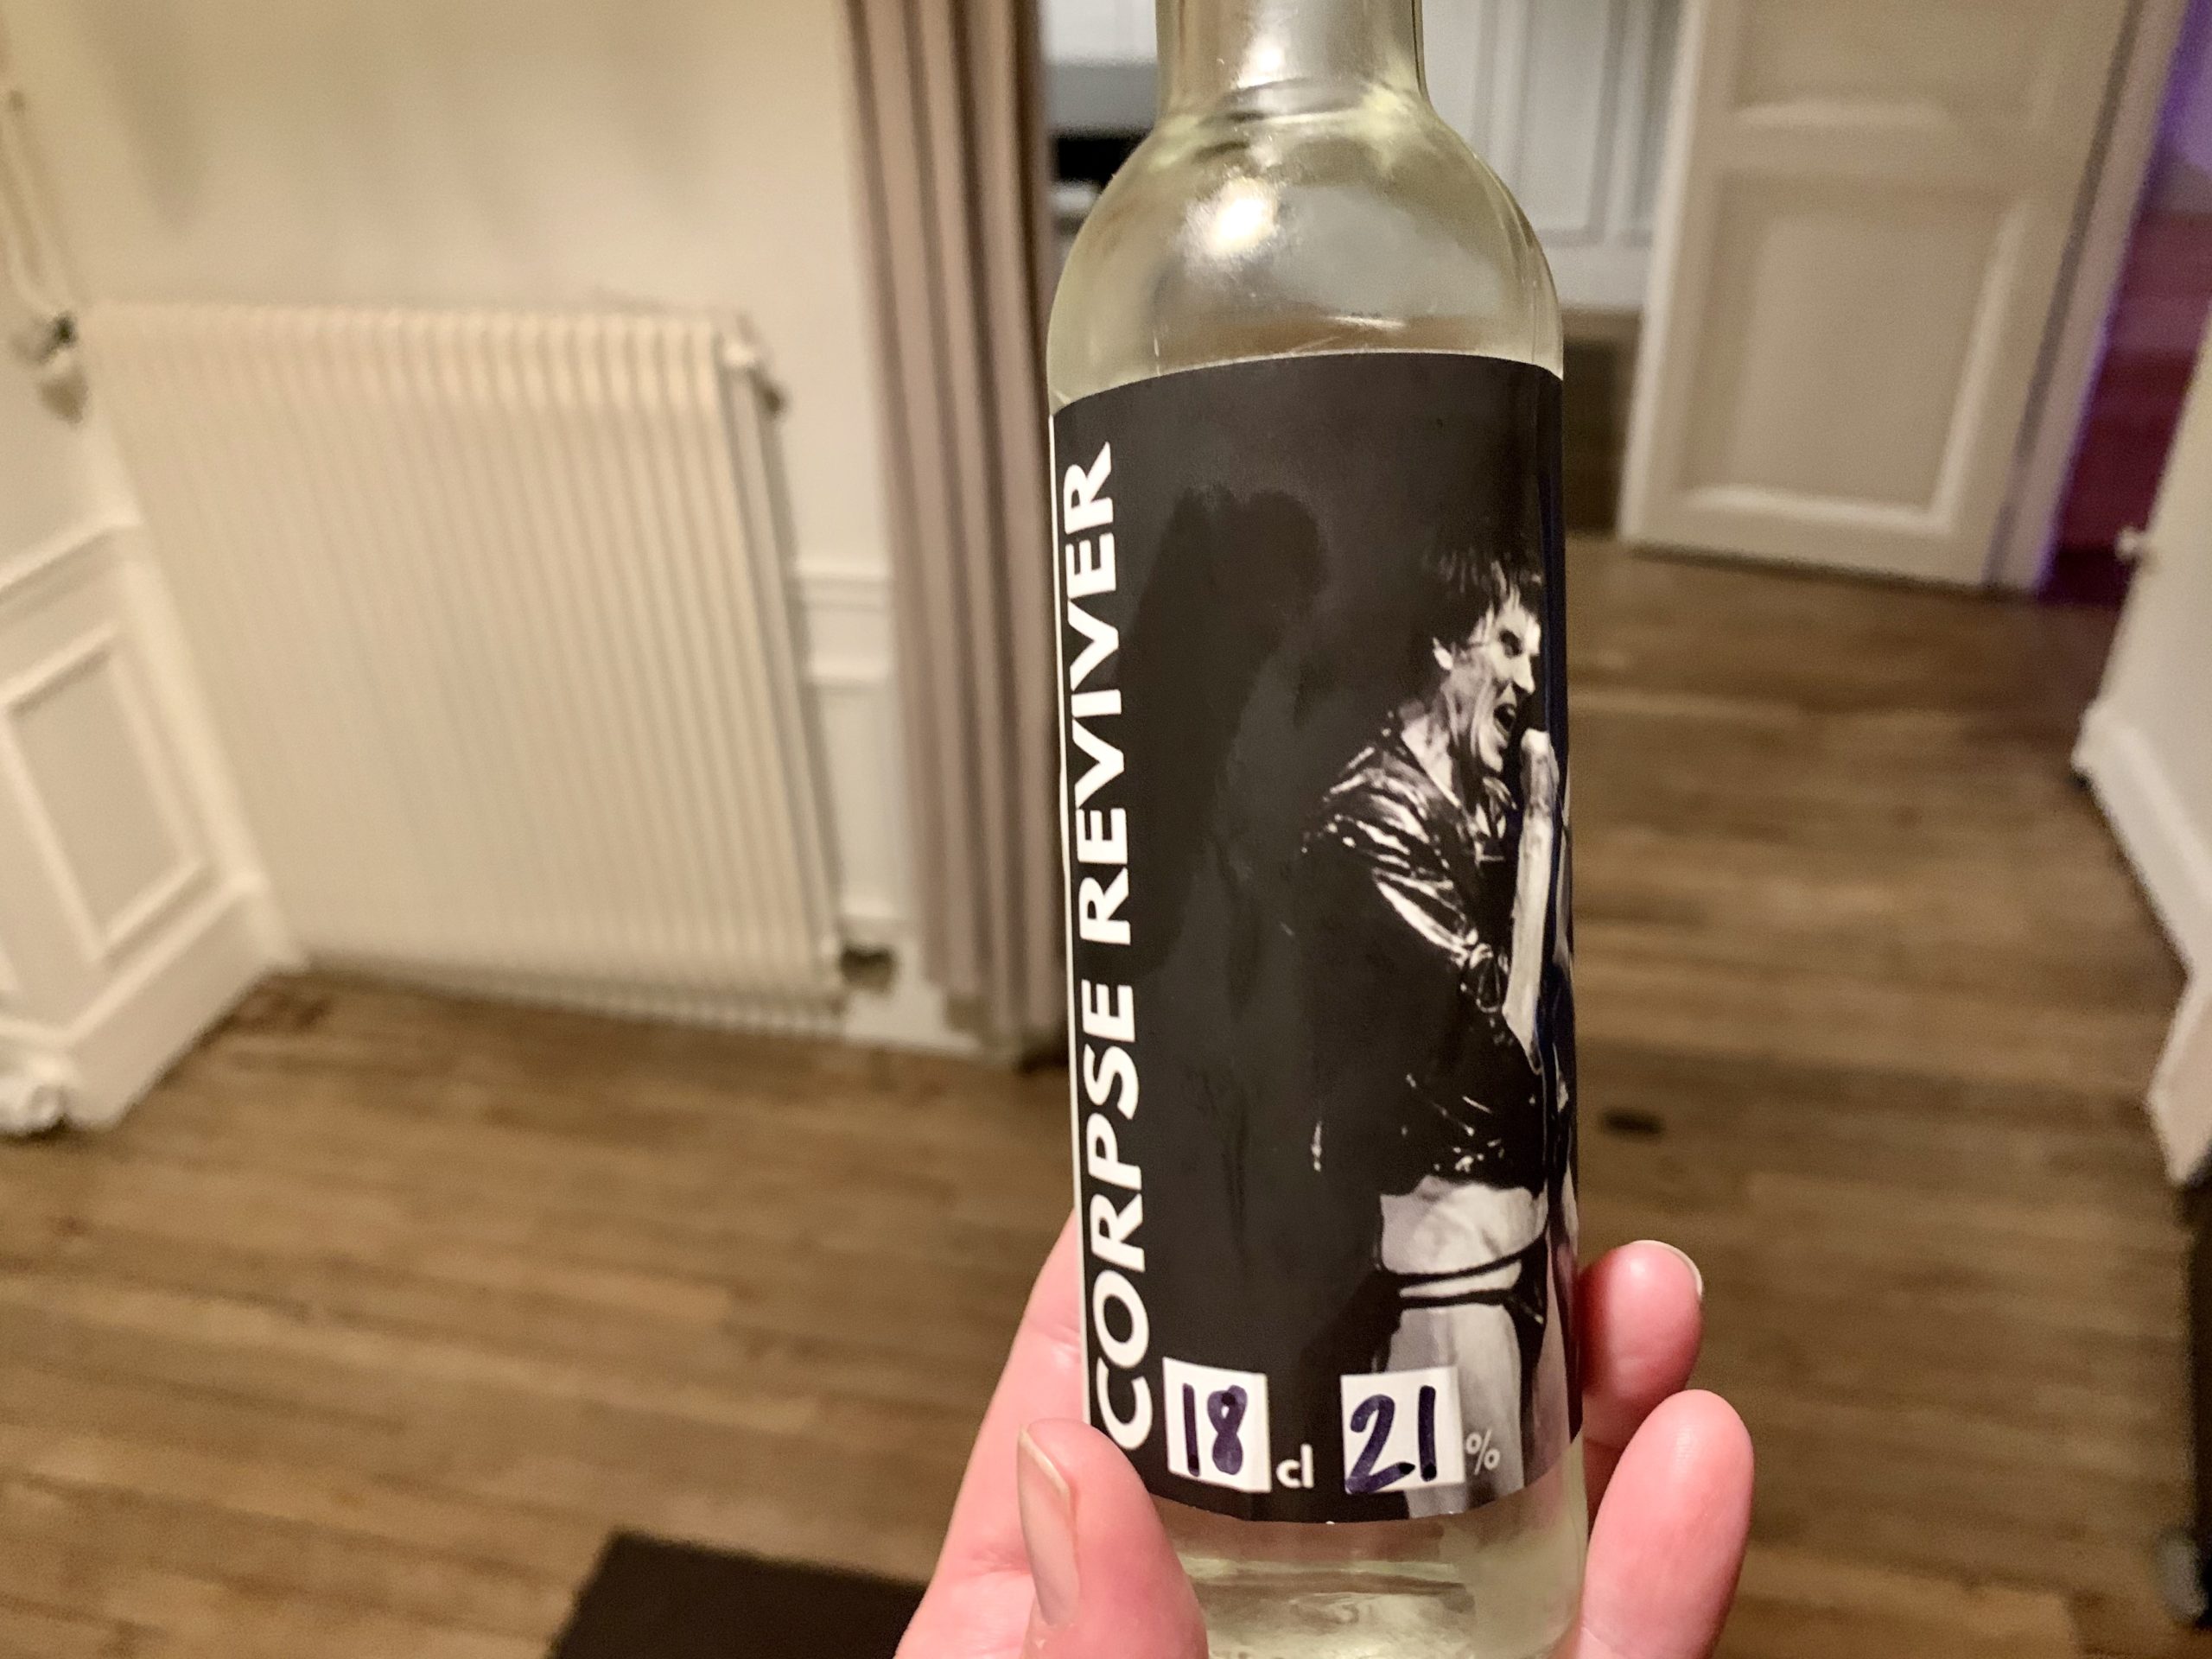 CORPSE REVIVER
18 cl 21 %